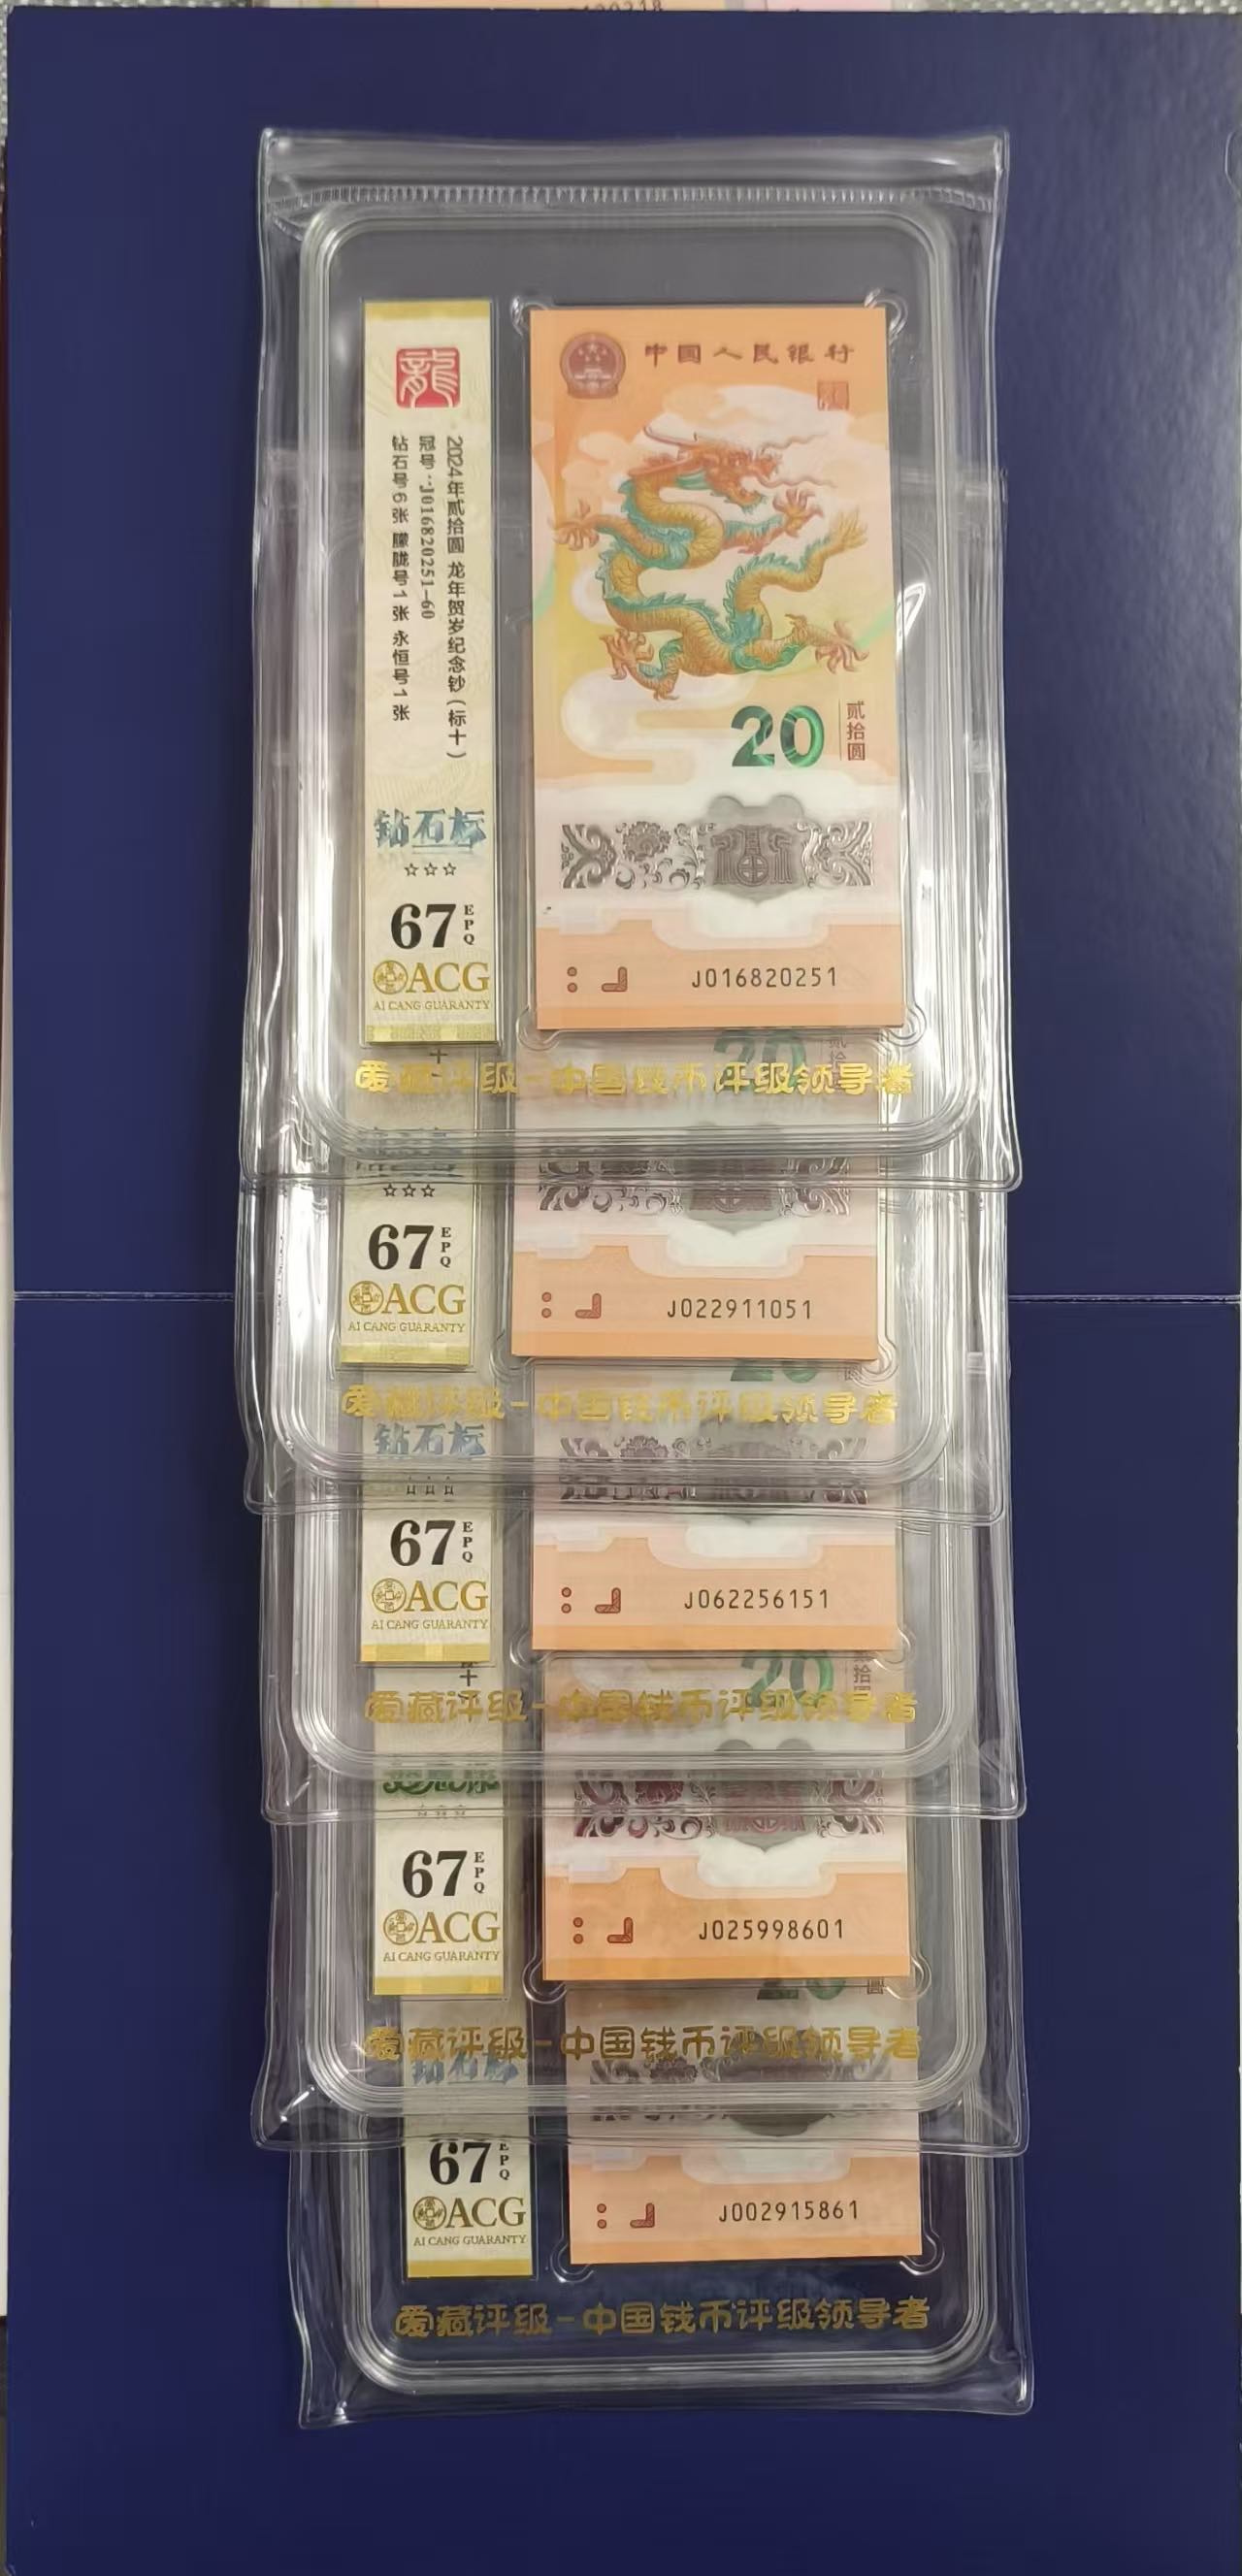 龍
2024年贰拾圆 龙年贺岁纪念钞(标十)
冠号:J016820251-60
钻石号6张 朦胧号1张 永恒号1张
钻石标
☆☆☆
67 EPQ
ACG
AI CANG GUARANTY
中国人民银行
20 贰拾圆
J016820251
爱藏评级-中国钱币评级领导者
☆☆☆
67 EPQ
ACG
AI CANG GUARANTY
J022911051
爱藏评级-中国钱币评级领导者
钻石标
☆☆☆
67 EPQ
ACG
AI CANG GUARANTY
J062256151
爱藏评级-中国钱币评级领导者
20
67 EPQ
ACG
AI CANG GUARANTY
J025998601
爱藏评级-中国钱币评级领导者
钻石标
67 EPQ
ACG
AI CANG GUARANTY
J002915861
爱藏评级-中国钱币评级领导者